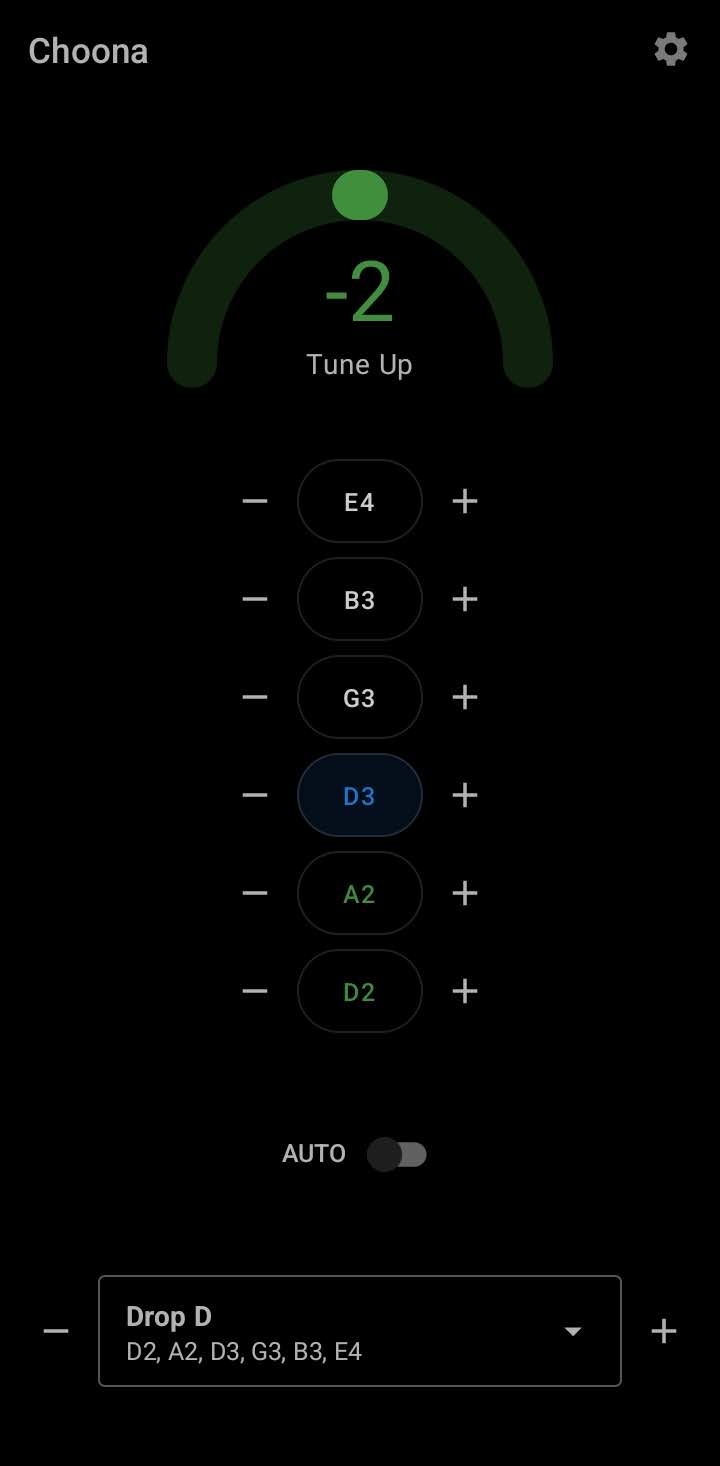 Choona
-2
Tune Up
E4
B3
G3
D3
A2
D2
AUTO
Drop D
D2, A2, D3, G3, B3, E4